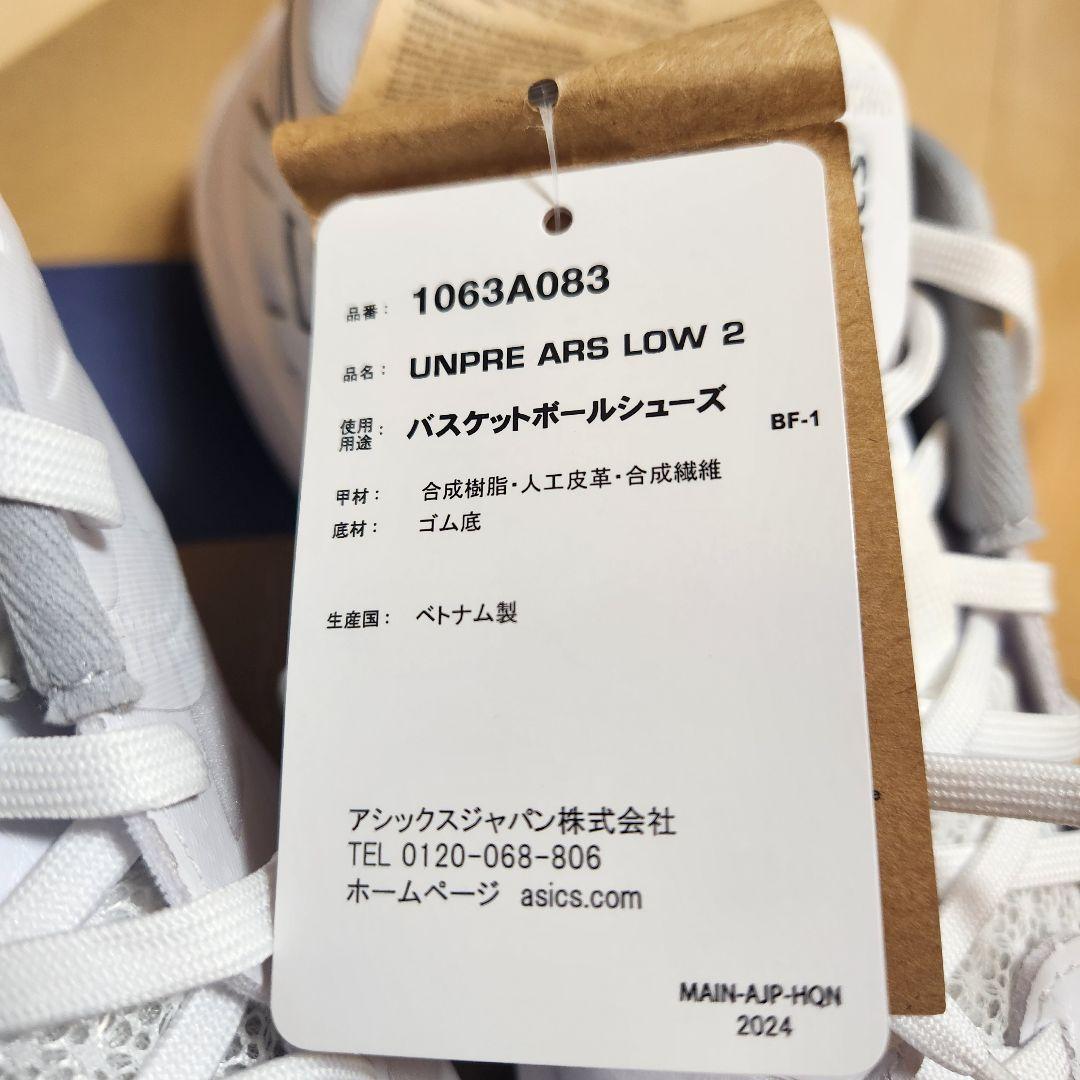 品番： 1063A083
品名： UNPRE ARS LOW 2
使用用途： バスケットボールシューズ BF-1
甲材： 合成樹脂・人工皮革・合成繊維
底材： ゴム底
生産国： ベトナム製
アシックスジャパン株式会社
TEL 0120-068-806
ホームページ asics.com
MAIN-AJP-HQN
2024